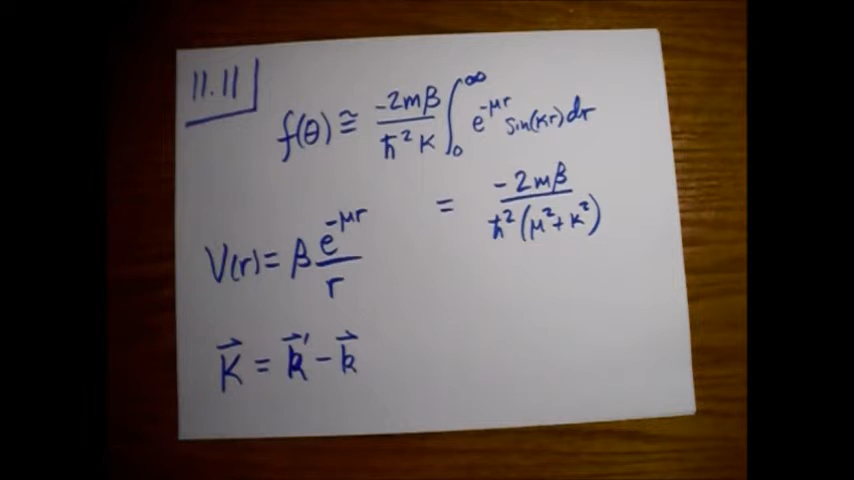 11.11
f(θ) ≅ -2mβ/ħ²κ ∫₀^∞ e^-μr sin(κr) dr
= -2mβ/ħ²(μ²+κ²)
V(r) = β e^-μr/r
K⃗ = k⃗' - k⃗